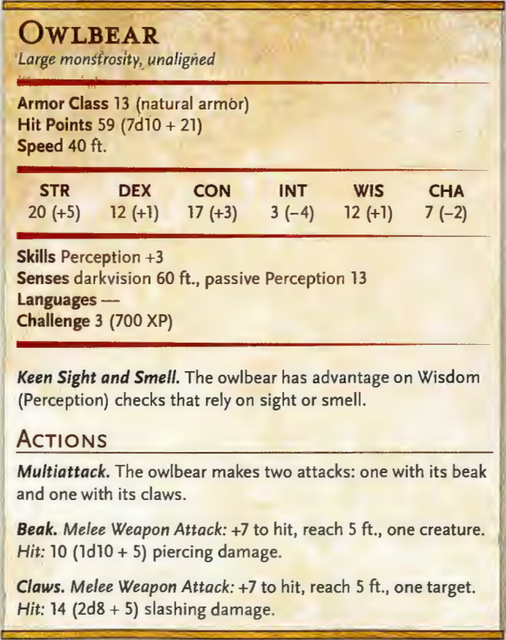 OWLBEAR
Large monstrosity, unaligned
Armor Class 13 (natural armor)
Hit Points 59 (7d10 + 21)
Speed 40 ft.
STR DEX CON INT WIS CHA
20 (+5) 12 (+1) 17 (+3) 3 (−4) 12 (+1) 7 (−2)
Skills Perception +3
Senses darkvision 60 ft., passive Perception 13
Languages —
Challenge 3 (700 XP)
Keen Sight and Smell. The owlbear has advantage on Wisdom
(Perception) checks that rely on sight or smell.
ACTIONS
Multiattack. The owlbear makes two attacks: one with its beak
and one with its claws.
Beak. Melee Weapon Attack: +7 to hit, reach 5 ft., one creature.
Hit: 10 (1d10 + 5) piercing damage.
Claws. Melee Weapon Attack: +7 to hit, reach 5 ft., one target.
Hit: 14 (2d8 + 5) slashing damage.